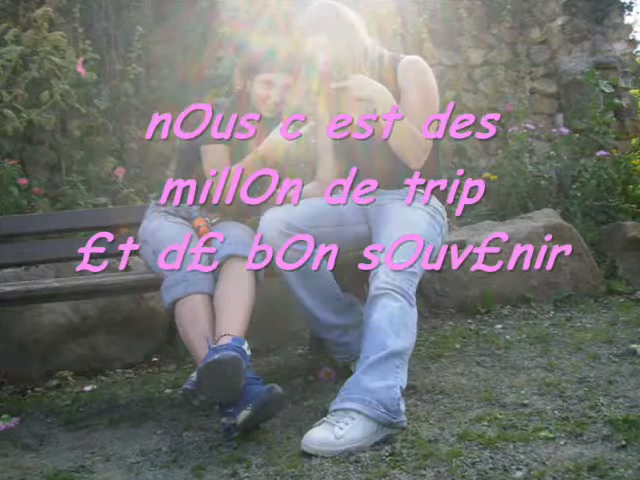 nOus c est des
millOn de trip
£t d£ bOn sOuv£nir